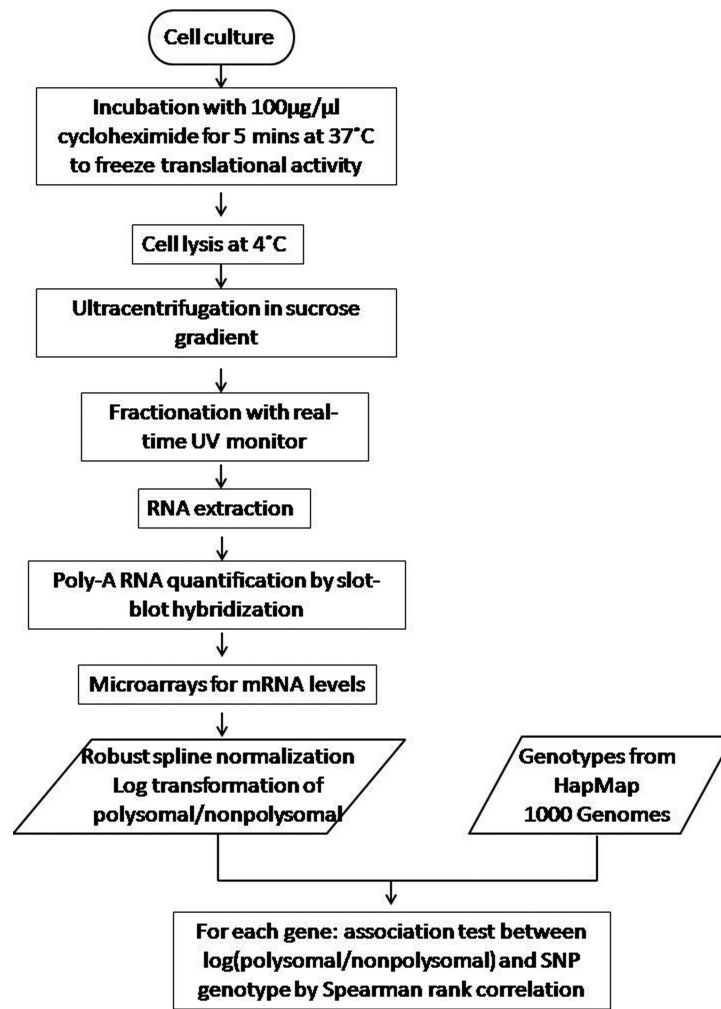 Cell culture
Incubation with 100µg/µl
cycloheximide for 5 mins at 37˚C
to freeze translational activity
Cell lysis at 4˚C
Ultracentrifugation in sucrose
gradient
Fractionation with real-
time UV monitor
RNA extraction
Poly-A RNA quantification by slot-
blot hybridization
Microarrays for mRNA levels
Robust spline normalization
Log transformation of
polysomal/nonpolysomal
Genotypes from
HapMap
1000 Genomes
For each gene: association test between
log(polysomal/nonpolysomal) and SNP
genotype by Spearman rank correlation